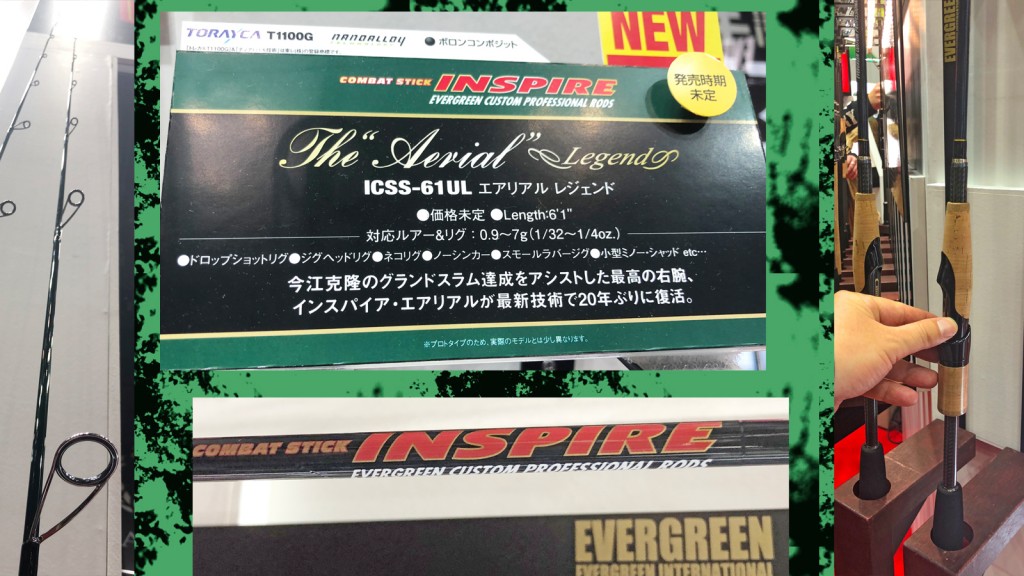 TORAYCA T1100G NANOALLOY ●ボロンコンポジット
NEW
発売時期
未定
COMBAT STICK INSPIRE
EVERGREEN CUSTOM PROFESSIONAL RODS
The "Aerial" Legend
ICSS-61UL エアリアル レジェンド
●価格未定 ●Length:6'1"
対応ルアー&リグ:0.9〜7g(1/32〜1/4oz.)
●ドロップショットリグ●ジグヘッドリグ●ネコリグ●ノーシンカー●スモールラバージグ●小型ミノー・シャッド etc…
今江克隆のグランドスラム達成をアシストした最高の右腕、
インスパイア・エアリアルが最新技術で20年ぶりに復活。
※プロトタイプのため、実際のモデルとは少し異なります。
COMBAT STICK INSPIRE
EVERGREEN CUSTOM PROFESSIONAL RODS
EVERGREEN
EVERGREEN INTERNATIONAL
EVERGREEN